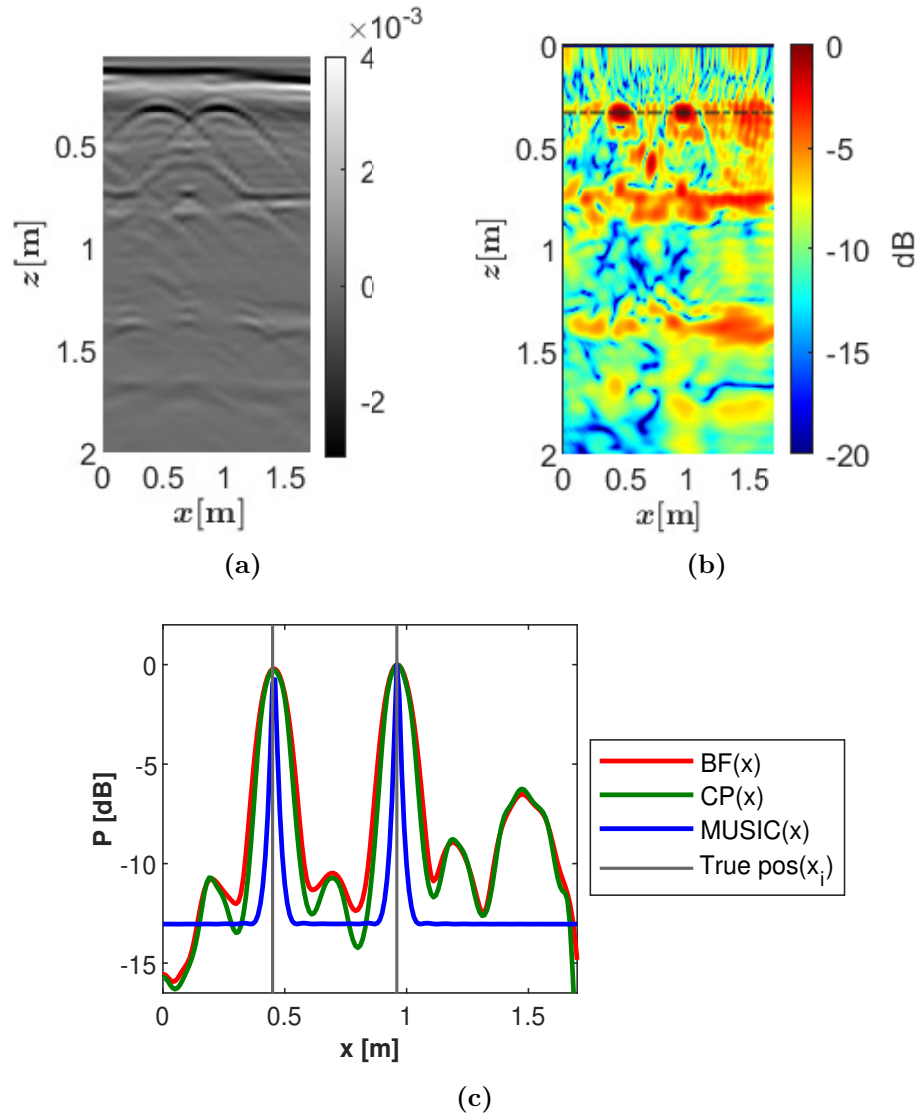 ×10⁻³
4
2
0
-2
0.5
1
1.5
2
z[m]
0 0.5 1 1.5
x[m]
(a)
0
0.5
1
1.5
2
z[m]
0 0.5 1 1.5
x[m]
0
-5
-10
-15
-20
dB
(b)
0
-5
-10
-15
P [dB]
0 0.5 1 1.5
x [m]
BF(x)
CP(x)
MUSIC(x)
True pos(x_i)
(c)